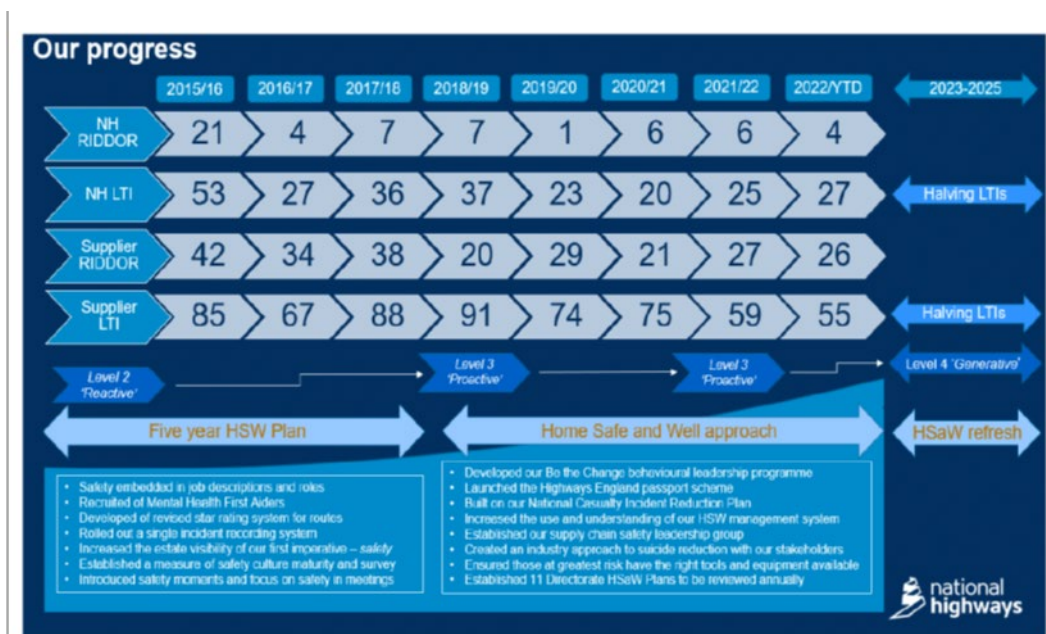 Our progress
2015/16 2016/17 2017/18 2018/19 2019/20 2020/21 2021/22 2022/YTD 2023-2025
NH
RIDDOR
21 4 7 7 1 6 6 4
NH LTI 53 27 36 37 23 20 25 27 Halving LTIs
Supplier
RIDDOR
42 34 38 20 29 21 27 26
Supplier
LTI
85 67 88 91 74 75 59 55 Halving LTIs
Level 2
'Reactive'
Level 3
'Proactive'
Level 3
'Proactive'
Level 4 'Generative'
Five year HSW Plan
Home Safe and Well approach
HSaW refresh
• Safety embedded in job descriptions and roles
• Recruited of Mental Health First Aiders
• Developed of revised star rating system for routes
• Rolled out a single incident recording system
• Increased the estate visibility of our first imperative – safety
• Established a measure of safety culture maturity and survey
• Introduced safety moments and focus on safety in meetings
• Developed our Be the Change behavioural leadership programme
• Launched the Highways England passport scheme
• Built on our National Casualty Incident Reduction Plan
• Increased the use and understanding of our HSW management system
• Established our supply chain safety leadership group
• Created an industry approach to suicide reduction with our stakeholders
• Ensured those at greatest risk have the right tools and equipment available
• Established 11 Directorate HSaW Plans to be reviewed annually
national
highways